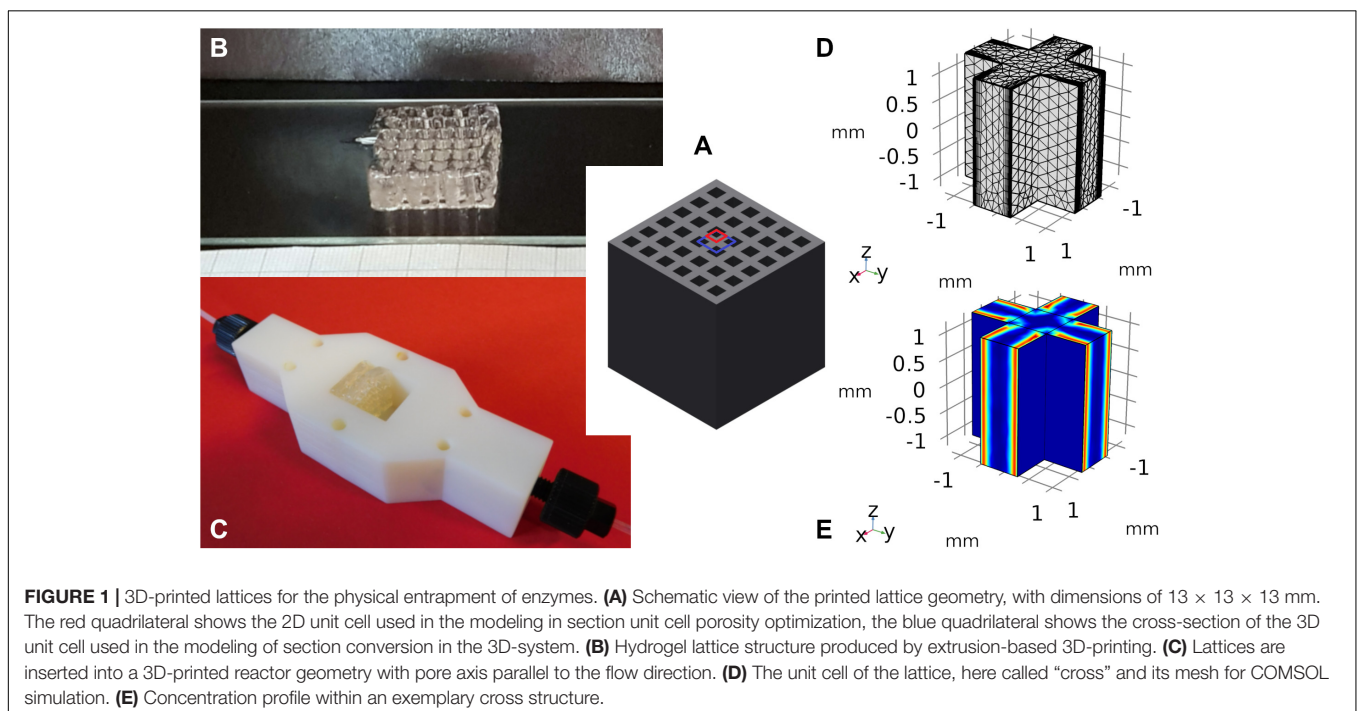 B
D
A
1
0.5
0
-0.5
-1
mm
-1
1
1
-1
mm
mm
z
x
y
1
0.5
0
-0.5
-1
mm
-1
1
1
-1
mm
mm
C
E
z
x
y
FIGURE 1 | 3D-printed lattices for the physical entrapment of enzymes. (A) Schematic view of the printed lattice geometry, with dimensions of 13 × 13 × 13 mm.
The red quadrilateral shows the 2D unit cell used in the modeling in section unit cell porosity optimization, the blue quadrilateral shows the cross-section of the 3D
unit cell used in the modeling of section conversion in the 3D-system. (B) Hydrogel lattice structure produced by extrusion-based 3D-printing. (C) Lattices are
inserted into a 3D-printed reactor geometry with pore axis parallel to the flow direction. (D) The unit cell of the lattice, here called “cross” and its mesh for COMSOL
simulation. (E) Concentration profile within an exemplary cross structure.